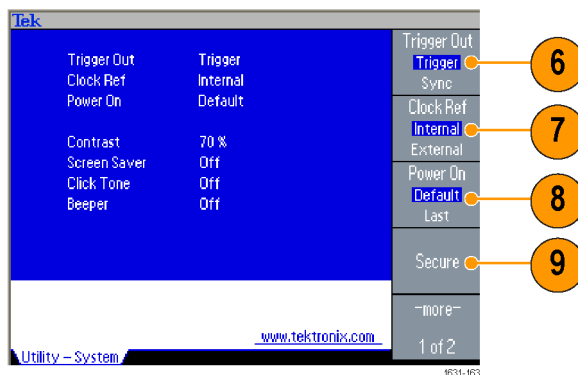 Tek
Trigger Out Trigger
Clock Ref Internal
Power On Default
Contrast 70 %
Screen Saver Off
Click Tone Off
Beeper Off
www.tektronix.com
Utility – System
Trigger Out
Trigger
Sync
6
Clock Ref
Internal
External
7
Power On
Default
Last
8
Secure
9
-more-
1 of 2
1631-163